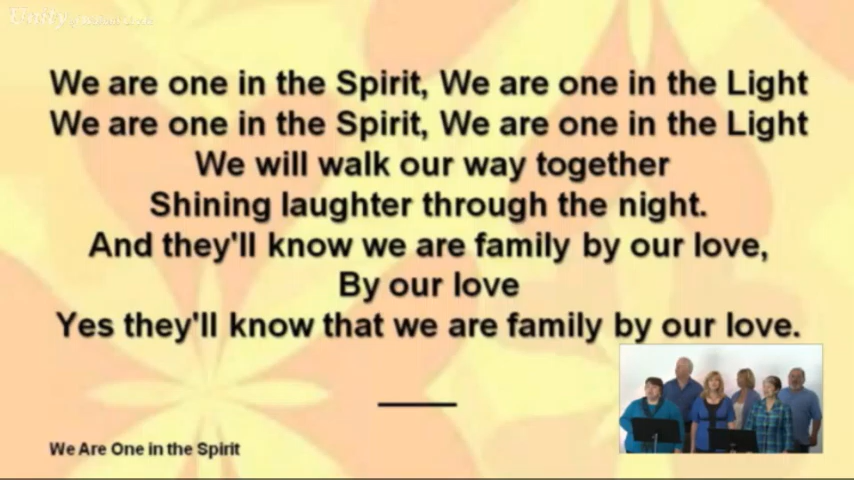 Unity
We are one in the Spirit, We are one in the Light
We are one in the Spirit, We are one in the Light
We will walk our way together
Shining laughter through the night.
And they'll know we are family by our love,
By our love
Yes they'll know that we are family by our love.
We Are One in the Spirit